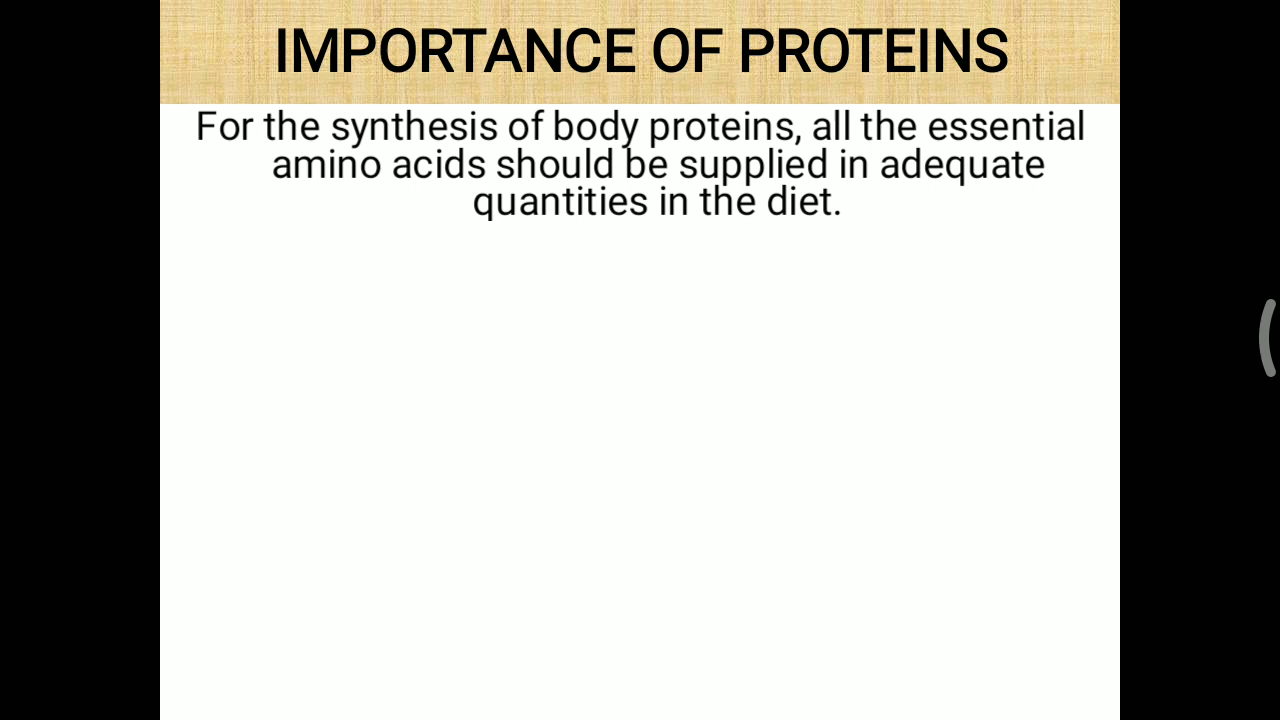 IMPORTANCE OF PROTEINS
For the synthesis of body proteins, all the essential
amino acids should be supplied in adequate
quantities in the diet.